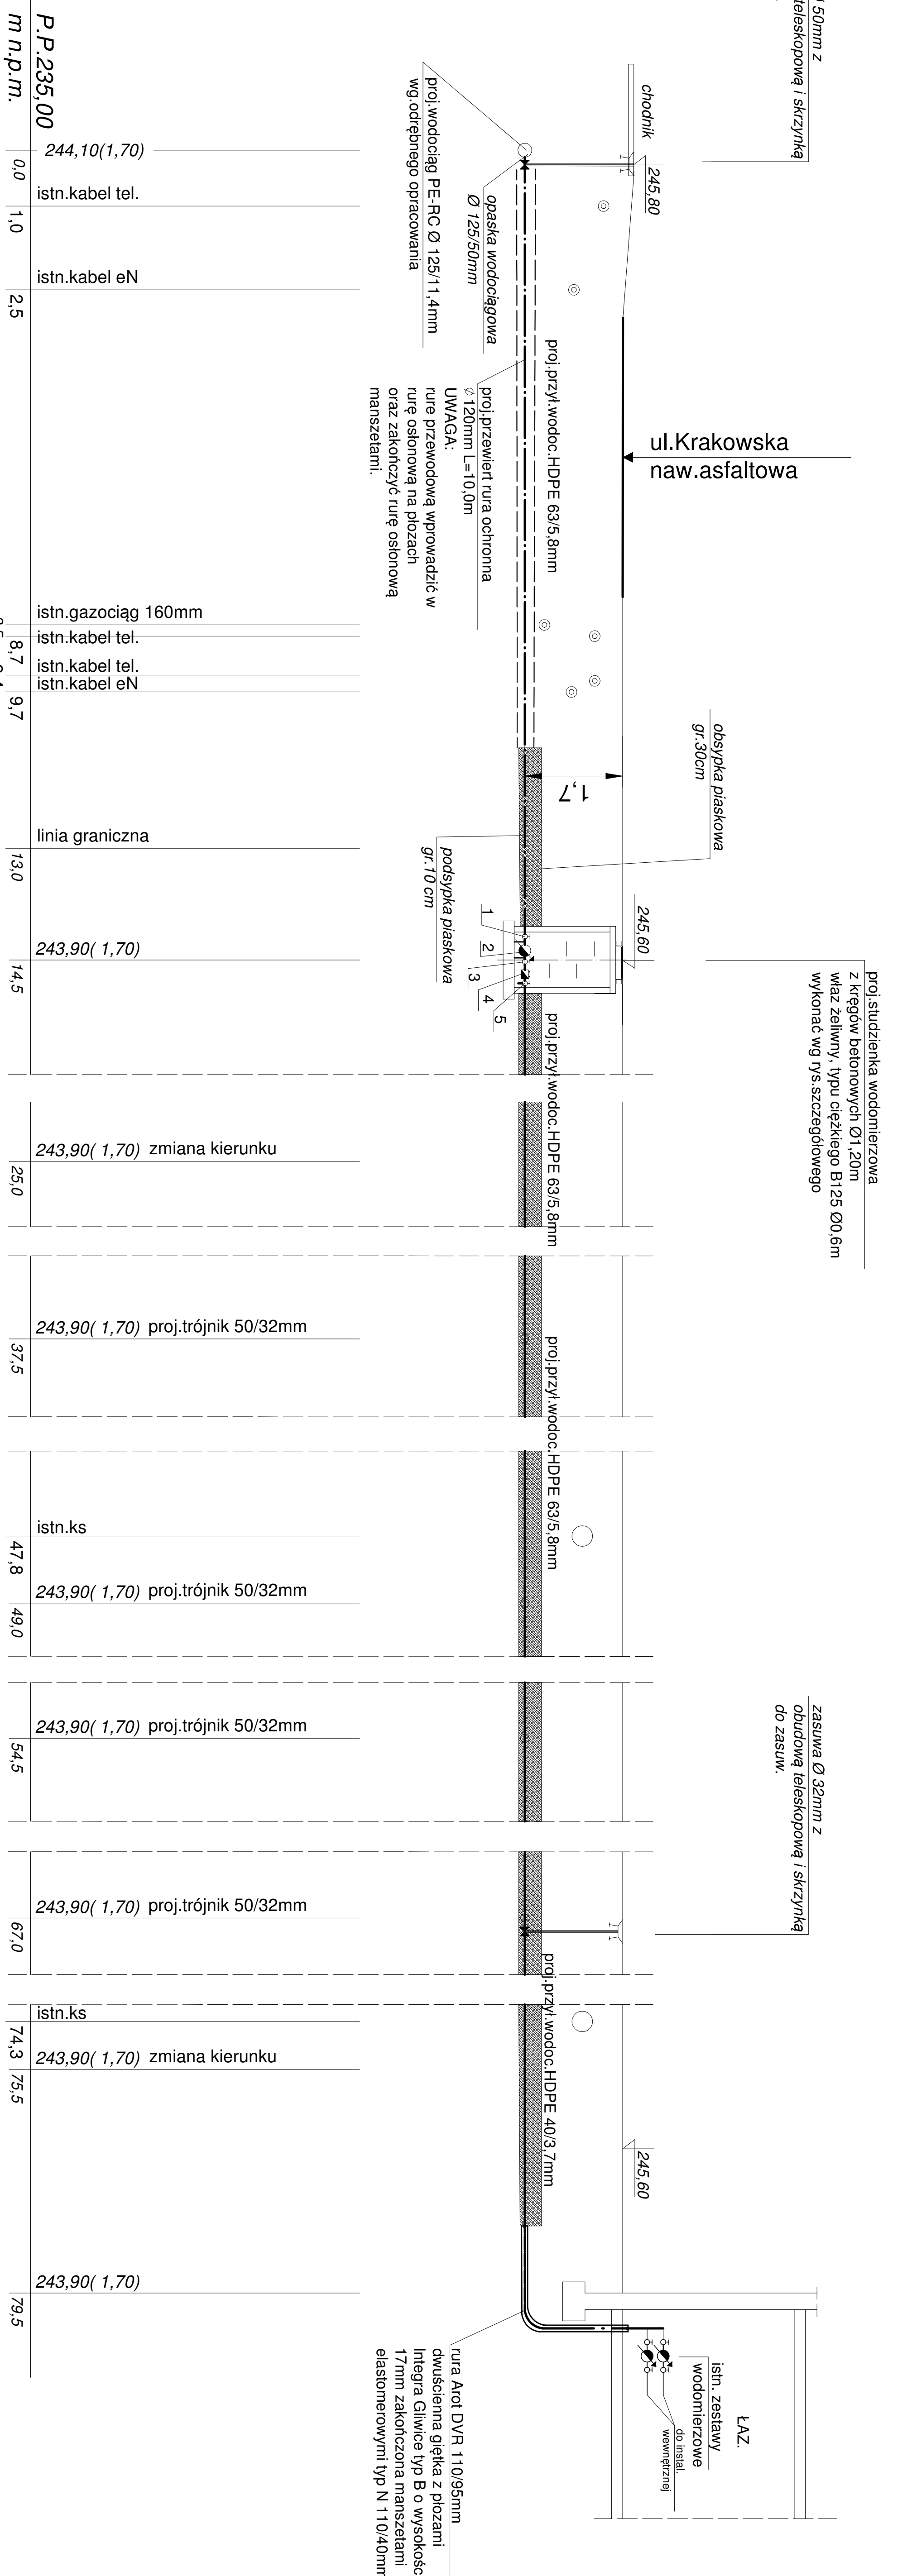 Ø 50mm z
teleskopową i skrzynką
chodnik
245,80
ul.Krakowska
naw.asfaltowa
proj.przył.wodoc.HDPE 63/5,8mm
opaska wodociągowa
Ø 125/50mm
proj.wodociąg PE-RC Ø 125/11,4mm
wg.odrębnego opracowania
proj.przewiert rura ochronna
Ø 120mm L=10,0m
UWAGA:
rure przewodową wprowadzić w
rurę osłonową na płozach
oraz zakończyć rurę osłonową
manszetami.
obsypka piaskowa
gr.30cm
1,7
podsypka piaskowa
gr.10 cm
245,60
proj.studzienka wodomierzowa
z kręgów betonowych Ø1,20m
właz żeliwny, typu ciężkiego B125 Ø0,6m
wykonać wg rys.szczegółowego
1
2
3
4
5
proj.przył.wodoc.HDPE 63/5,8mm
proj.przył.wodoc.HDPE 63/5,8mm
zasuwa Ø 32mm z
obudową teleskopową i skrzynką
do zasuw.
proj.przył.wodoc.HDPE 40/3,7mm
245,60
ŁAZ.
istn. zestawy
wodomierzowe
do instal.
wewnętrznej
rura Arot DVR 110/95mm
dwuścienna giętka z płozami
Integra Gliwice typ B o wysokośc
17mm zakończona manszetami
elastomerowymi typ N 110/40mm
P.P.235,00
m n.p.m.
244,10(1,70)
0,0
istn.kabel tel.
1,0
istn.kabel eN
2,5
istn.gazociąg 160mm
istn.kabel tel.
8,7
istn.kabel tel.
istn.kabel eN
9,7
linia graniczna
13,0
243,90( 1,70)
14,5
243,90( 1,70) zmiana kierunku
25,0
243,90( 1,70) proj.trójnik 50/32mm
37,5
istn.ks
47,8
243,90( 1,70) proj.trójnik 50/32mm
49,0
243,90( 1,70) proj.trójnik 50/32mm
54,5
243,90( 1,70) proj.trójnik 50/32mm
67,0
istn.ks
74,3
243,90( 1,70) zmiana kierunku
75,5
243,90( 1,70)
79,5